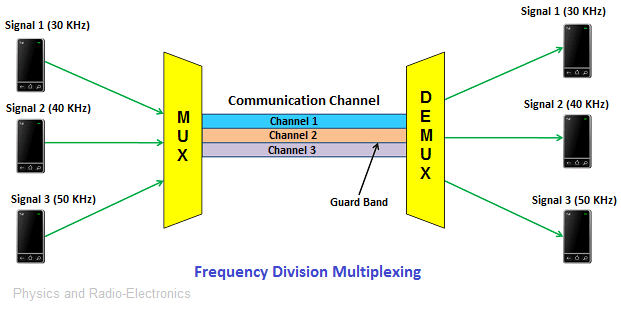 Signal 1 (30 KHz)
Signal 1 (30 KHz)
Signal 2 (40 KHz)
Signal 2 (40 KHz)
Signal 3 (50 KHz)
Signal 3 (50 KHz)
MUX
Communication Channel
Channel 1
Channel 2
Channel 3
DEMUX
Guard Band
Frequency Division Multiplexing
Physics and Radio-Electronics